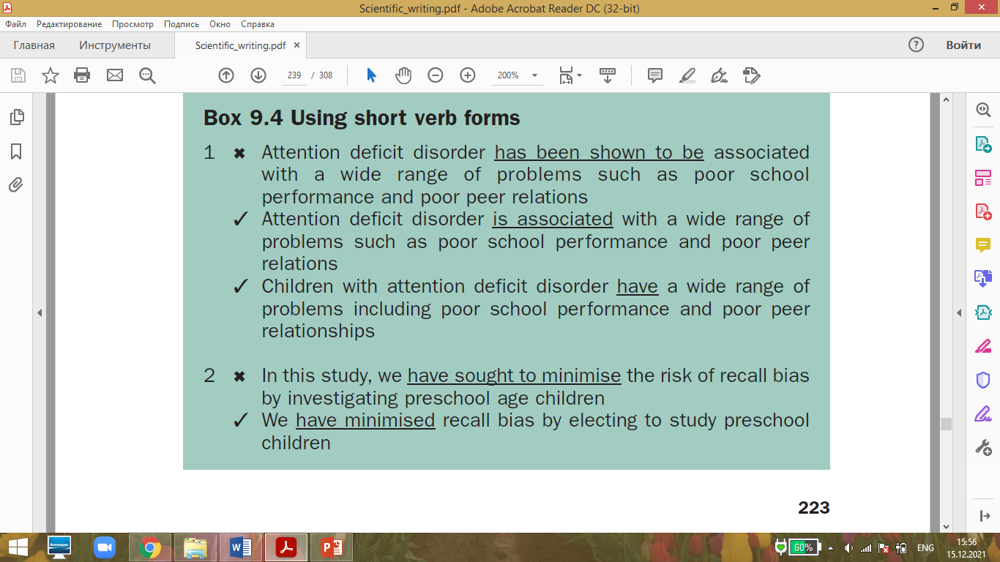 Scientific_writing.pdf - Adobe Acrobat Reader DC (32-bit)
Файл Редактирование Просмотр Подпись Окно Справка
Главная Инструменты Scientific_writing.pdf × Войти
239 / 308 200%
Box 9.4 Using short verb forms
1 ✖ Attention deficit disorder has been shown to be associated
with a wide range of problems such as poor school
performance and poor peer relations
✓ Attention deficit disorder is associated with a wide range of
problems such as poor school performance and poor peer
relations
✓ Children with attention deficit disorder have a wide range of
problems including poor school performance and poor peer
relationships
2 ✖ In this study, we have sought to minimise the risk of recall bias
by investigating preschool age children
✓ We have minimised recall bias by electing to study preschool
children
223
lenovo
60% ENG
15:56
15.12.2021